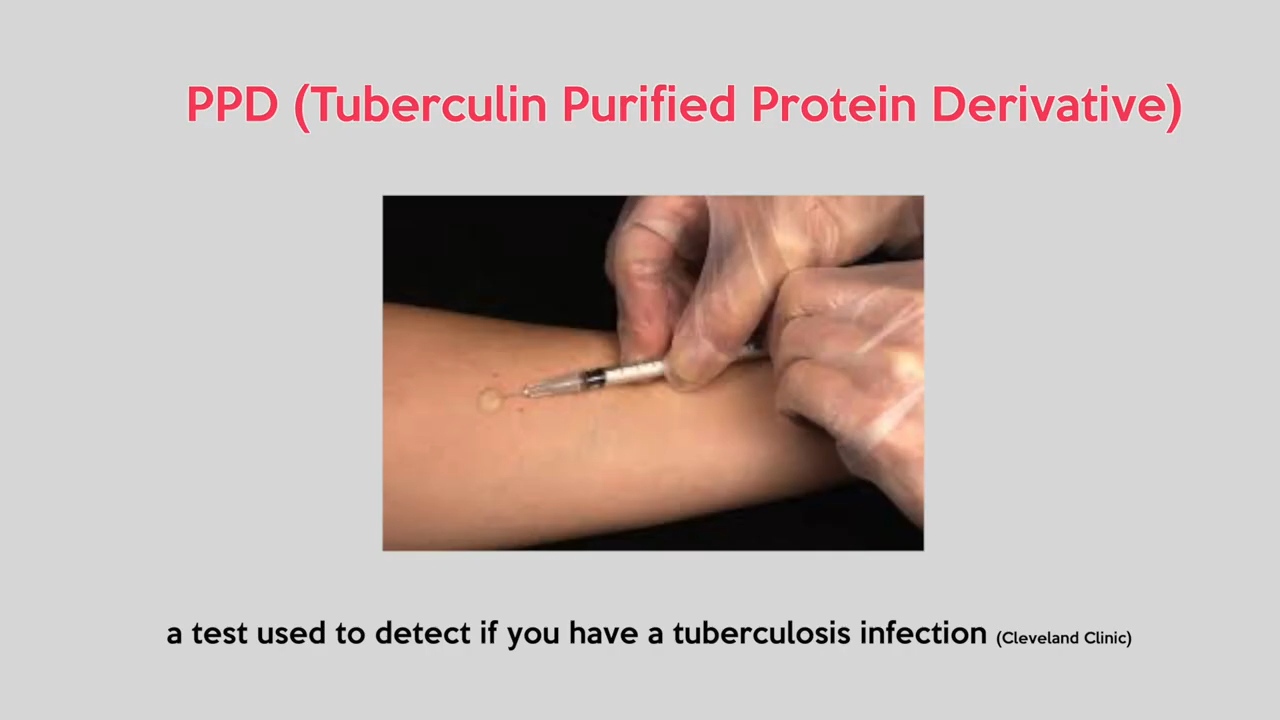 PPD (Tuberculin Purified Protein Derivative)
a test used to detect if you have a tuberculosis infection (Cleveland Clinic)